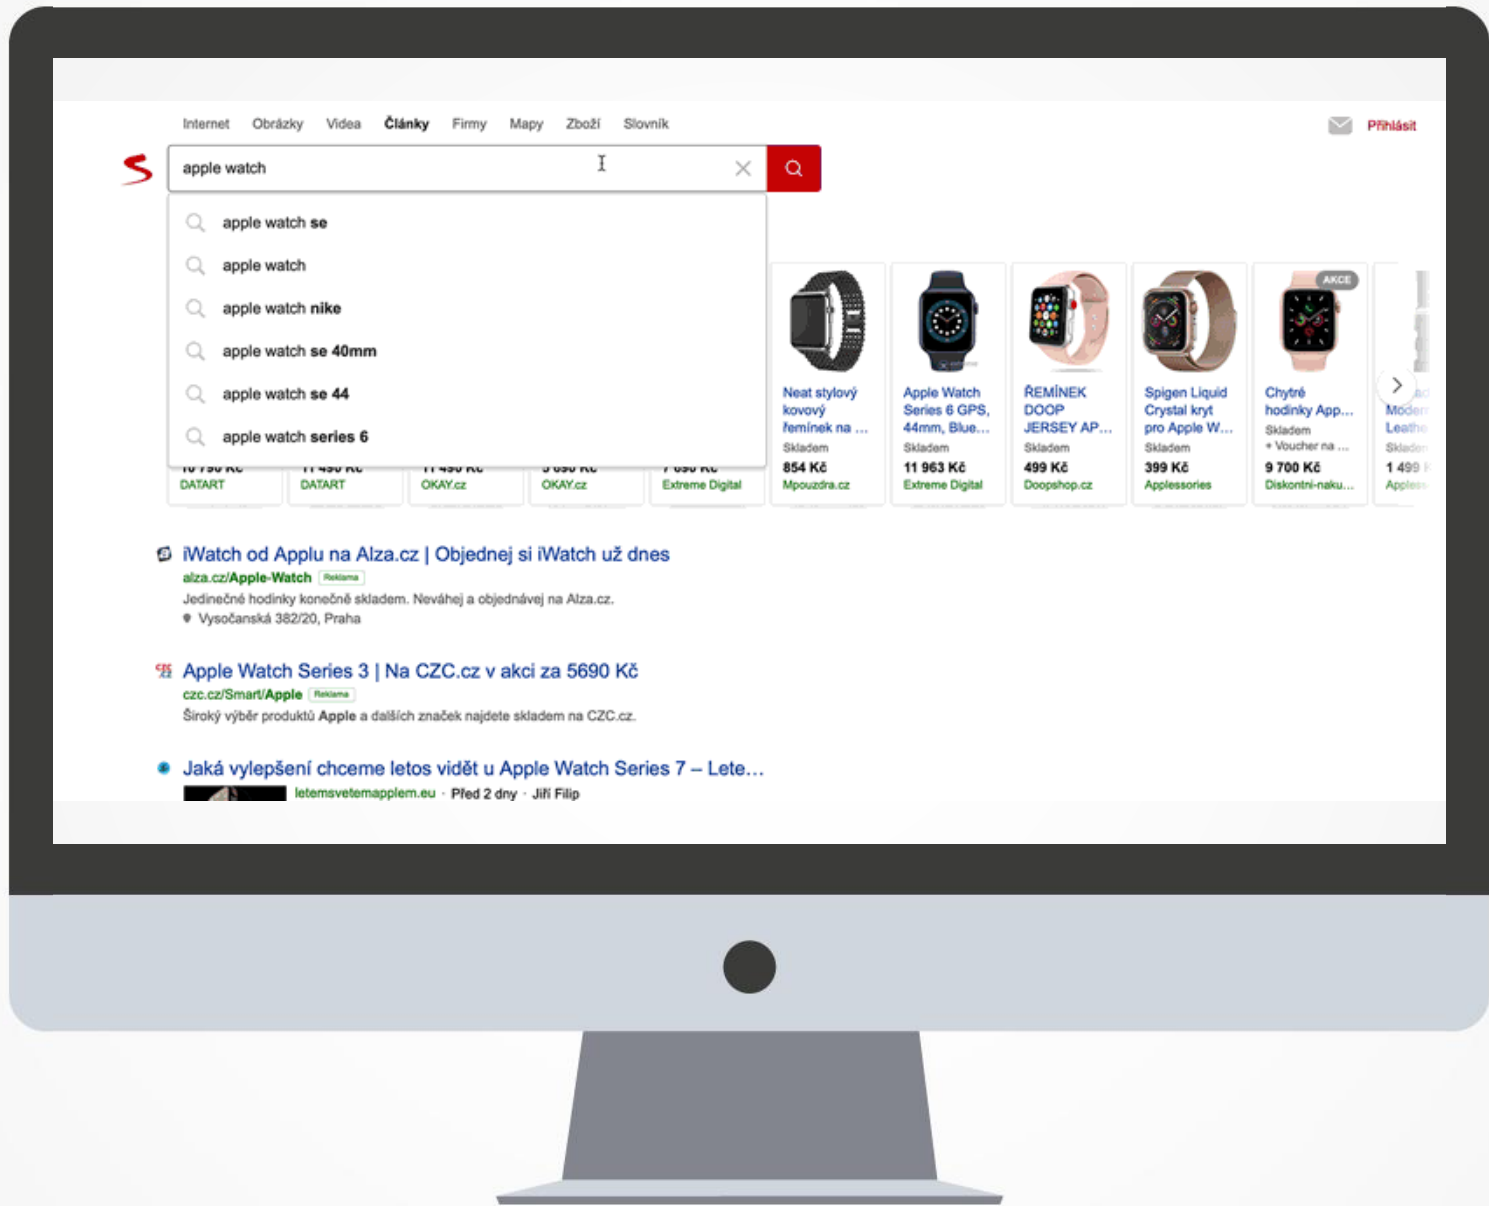 Internet Obrázky Videa Články Firmy Mapy Zboží Slovník
Přihlásit
apple watch
apple watch se
apple watch
apple watch nike
apple watch se 40mm
apple watch se 44
apple watch series 6
DATART
DATART
OKAY.cz
OKAY.cz
Extreme Digital
Neat stylový
kovový
řemínek na ...
Skladem
854 Kč
Mpouzdra.cz
Apple Watch
Series 6 GPS,
44mm, Blue...
Skladem
11 963 Kč
Extreme Digital
ŘEMÍNEK
DOOP
JERSEY AP...
Skladem
499 Kč
Doopshop.cz
Spigen Liquid
Crystal kryt
pro Apple W...
Skladem
399 Kč
Applessories
AKCE
Chytré
hodinky App...
Skladem
+ Voucher na ...
9 700 Kč
Diskontni-naku...
1 499
iWatch od Applu na Alza.cz | Objednej si iWatch už dnes
alza.cz/Apple-Watch Reklama
Jedinečné hodinky konečně skladem. Neváhej a objednávej na Alza.cz.
Vysočanská 382/20, Praha
Apple Watch Series 3 | Na CZC.cz v akci za 5690 Kč
czc.cz/Smart/Apple Reklama
Široký výběr produktů Apple a dalších značek najdete skladem na CZC.cz.
Jaká vylepšení chceme letos vidět u Apple Watch Series 7 – Lete...
letemsvetemapplem.eu · Před 2 dny · Jiří Filip